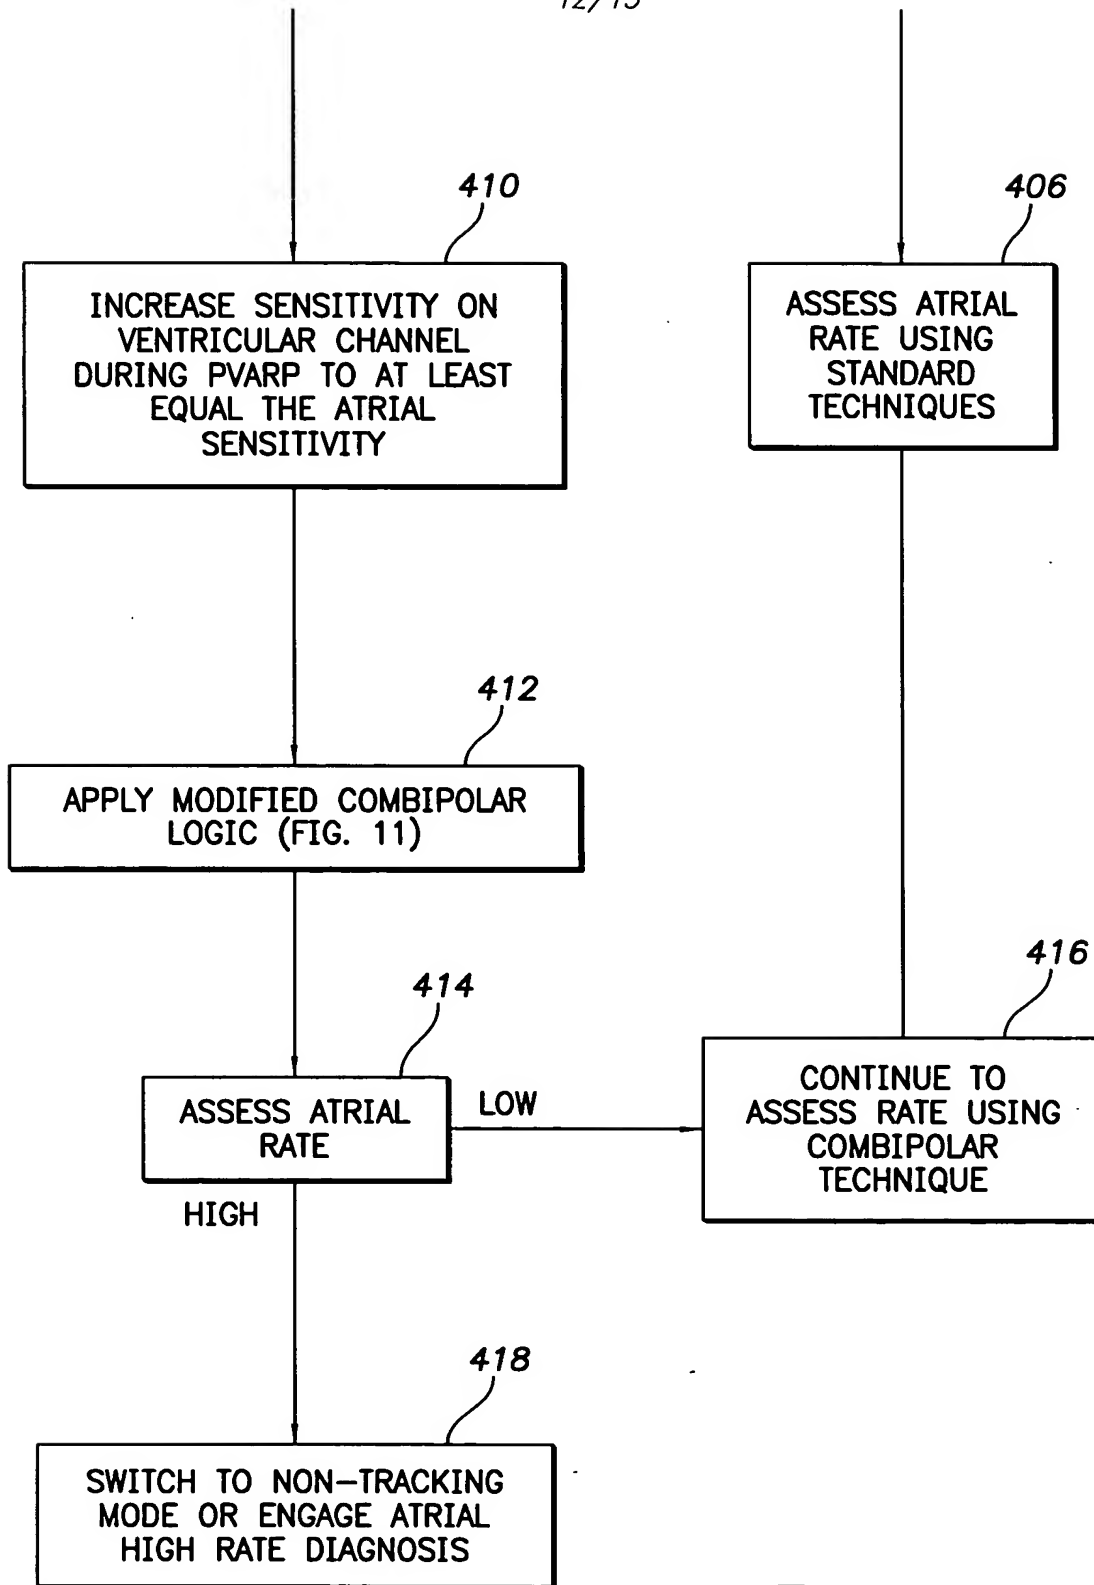 12/15
410
406
INCREASE SENSITIVITY ON
VENTRICULAR CHANNEL
DURING PVARP TO AT LEAST
EQUAL THE ATRIAL
SENSITIVITY
ASSESS ATRIAL
RATE USING
STANDARD
TECHNIQUES
412
APPLY MODIFIED COMBIPOLAR
LOGIC (FIG. 11)
414
416
ASSESS ATRIAL
RATE
LOW
HIGH
CONTINUE TO
ASSESS RATE USING
COMBIPOLAR
TECHNIQUE
418
SWITCH TO NON-TRACKING
MODE OR ENGAGE ATRIAL
HIGH RATE DIAGNOSIS